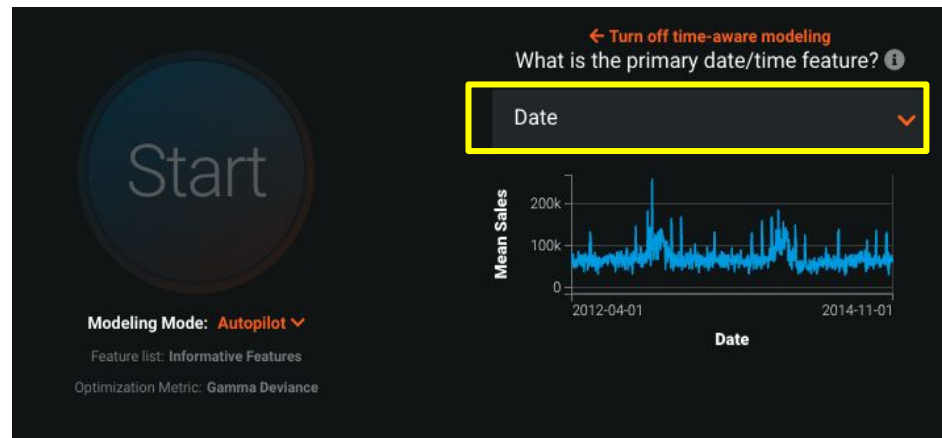 ← Turn off time-aware modeling
What is the primary date/time feature? i
Date
Start
Mean Sales
200k
100k
0
2012-04-01 2014-11-01
Date
Modeling Mode: Autopilot
Feature list: Informative Features
Optimization Metric: Gamma Deviance